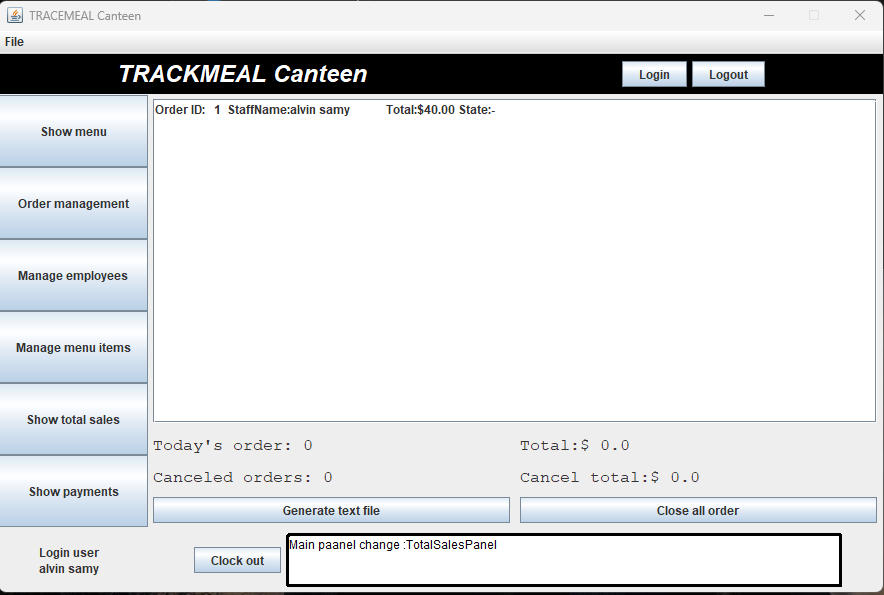 TRACEMEAL Canteen
File
TRACKMEAL Canteen
Login
Logout
Show menu
Order management
Manage employees
Manage menu items
Show total sales
Show payments
Order ID: 1 StaffName:alvin samy Total:$40.00 State:-
Today's order: 0
Total:$ 0.0
Canceled orders: 0
Cancel total:$ 0.0
Generate text file
Close all order
Login user
alvin samy
Clock out
Main paanel change :TotalSalesPanel